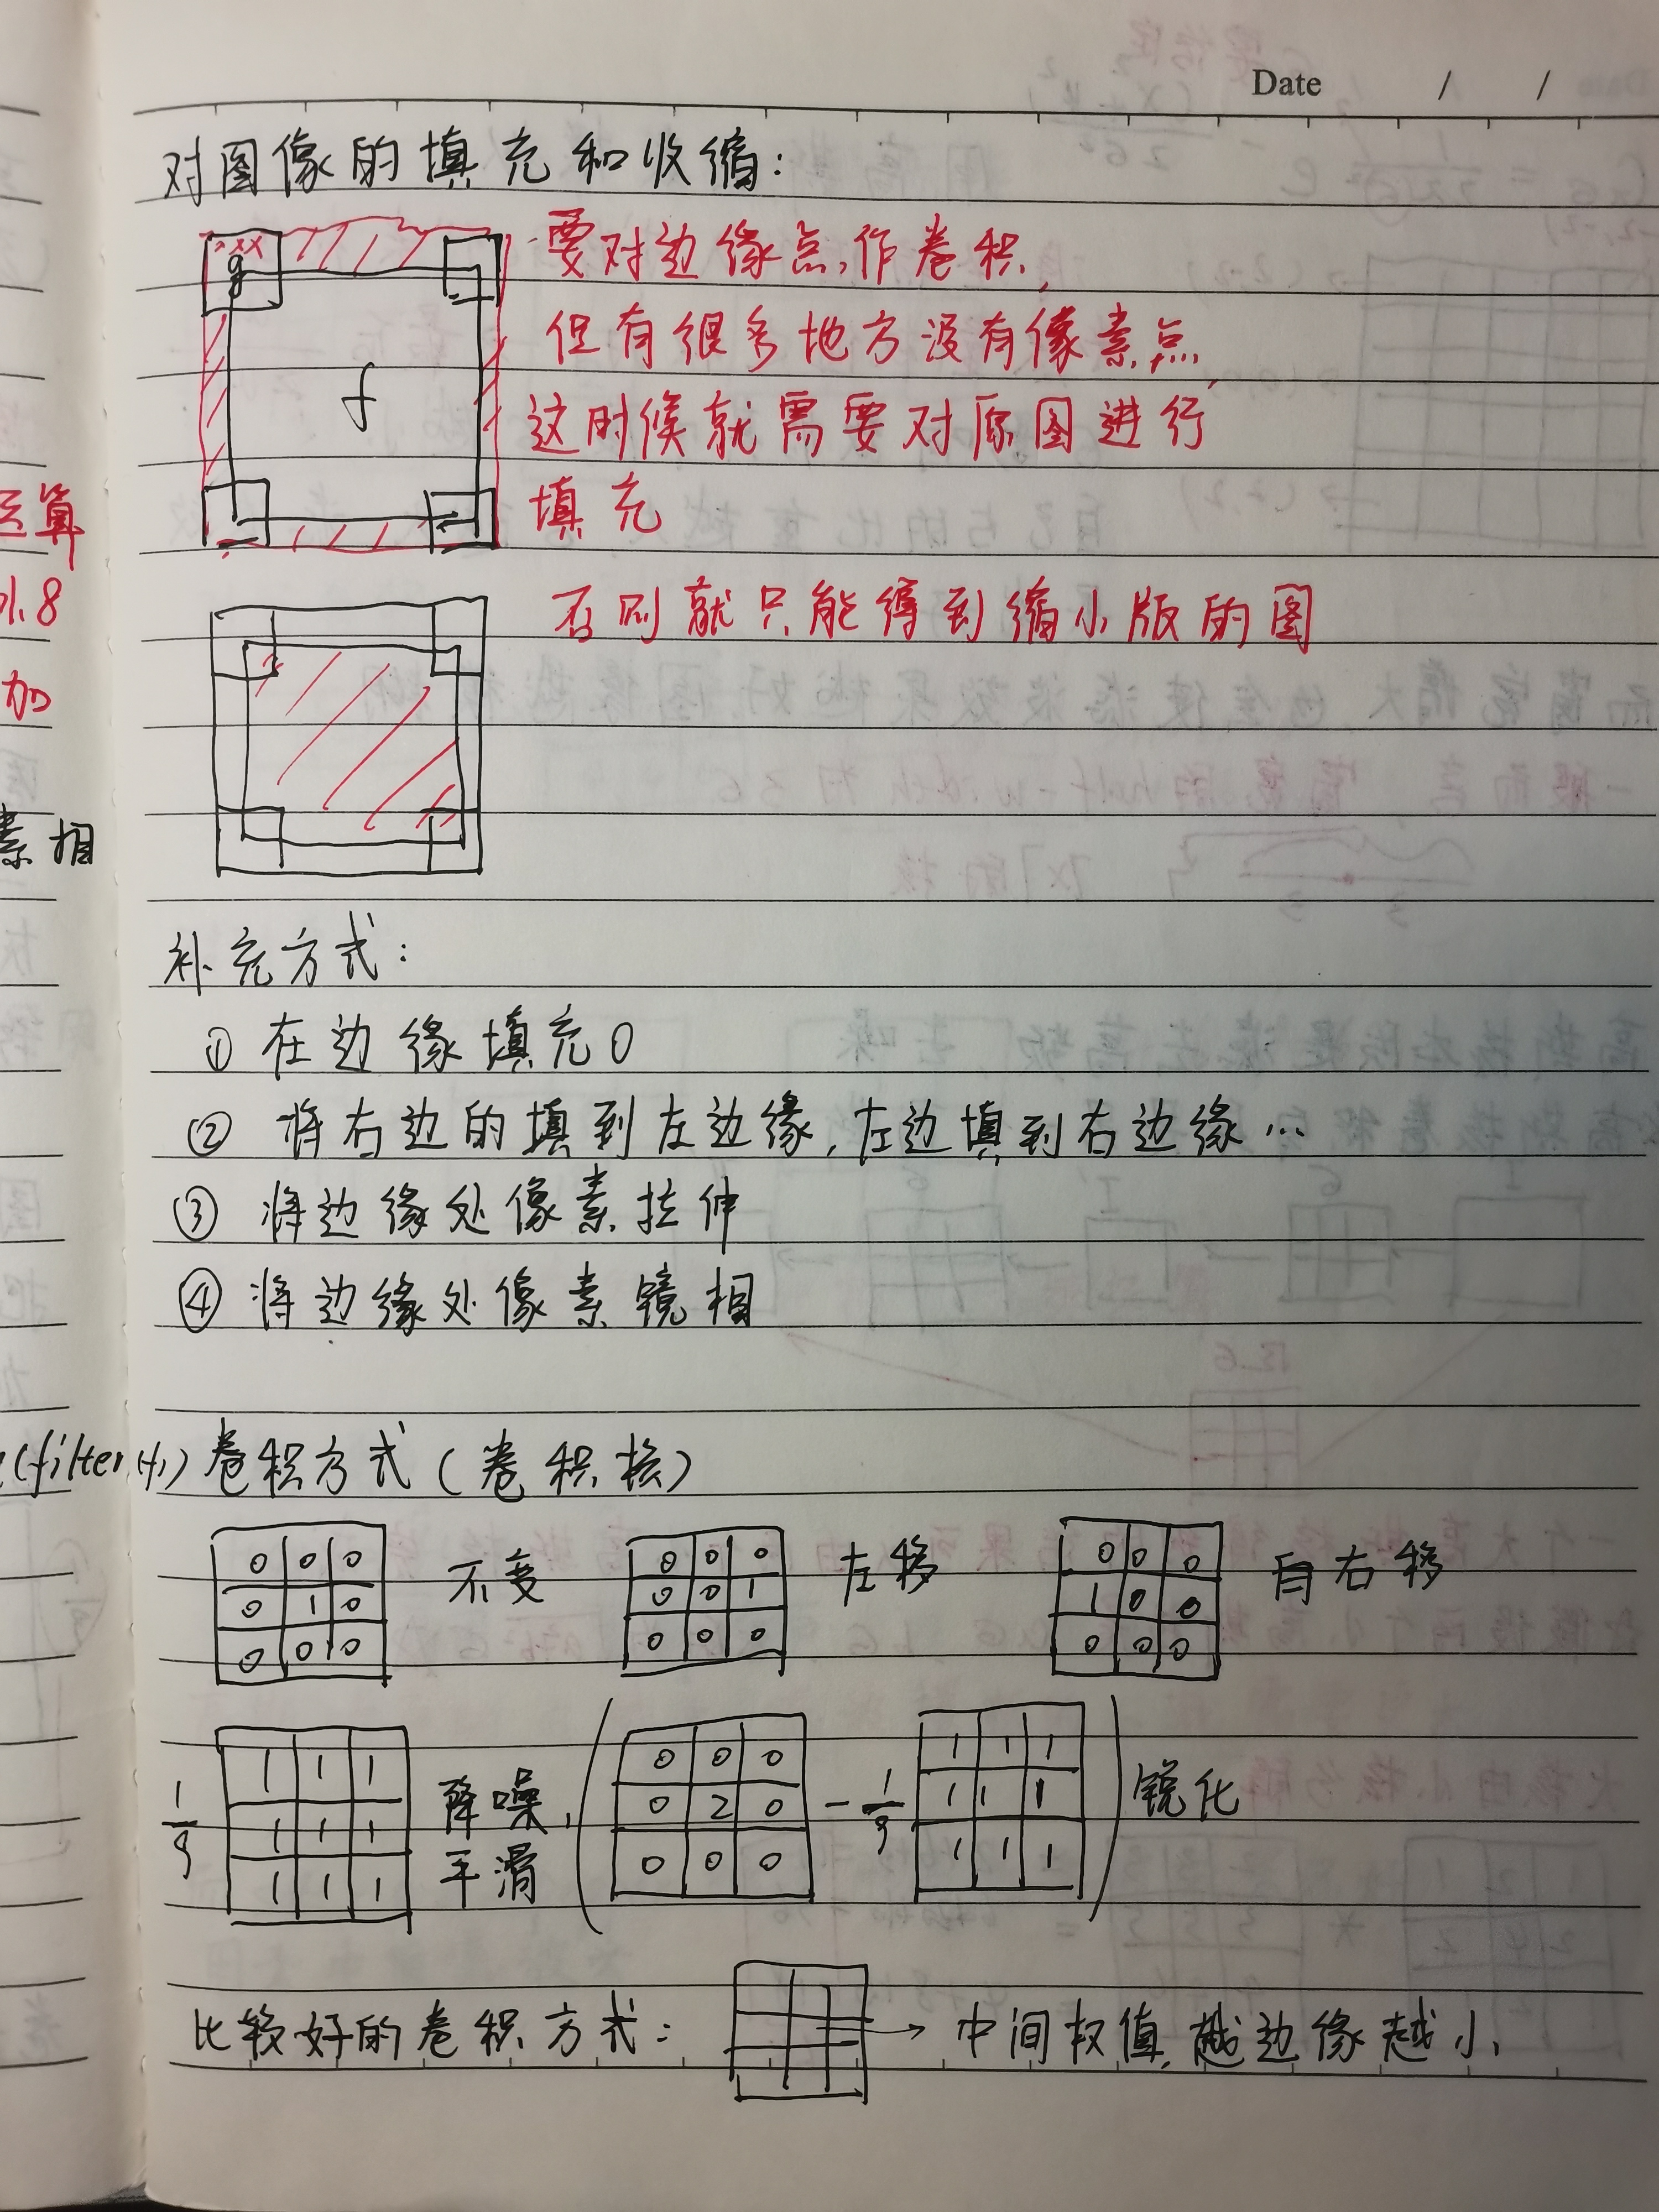 Date / /
对图像的填充和收缩:
要对边缘点,作卷积,
但有很多地方没有像素点,
这时候就需要对原图进行
填充
g
f
运算
八8
加
否则就只能得到缩小版的图
素相
补充方式:
① 在边缘填充0
② 将右边的填到左边缘,左边填到右边缘…
③ 将边缘处像素拉伸
④ 将边缘处像素镜相
(filter(f)) 卷积方式(卷积核)
0 0 0
0 1 0
0 0 0
不变
0 0 0
0 0 1
0 0 0
左移
0 0 0
1 0 0
0 0 0
右移
1/9
1 1 1
1 1 1
1 1 1
降噪,
平滑
(
0 0 0
0 2 0
0 0 0
- 1/9
1 1 1
1 1 1
1 1 1
) 锐化
比较好的卷积方式: → 中间权值,越边缘越小